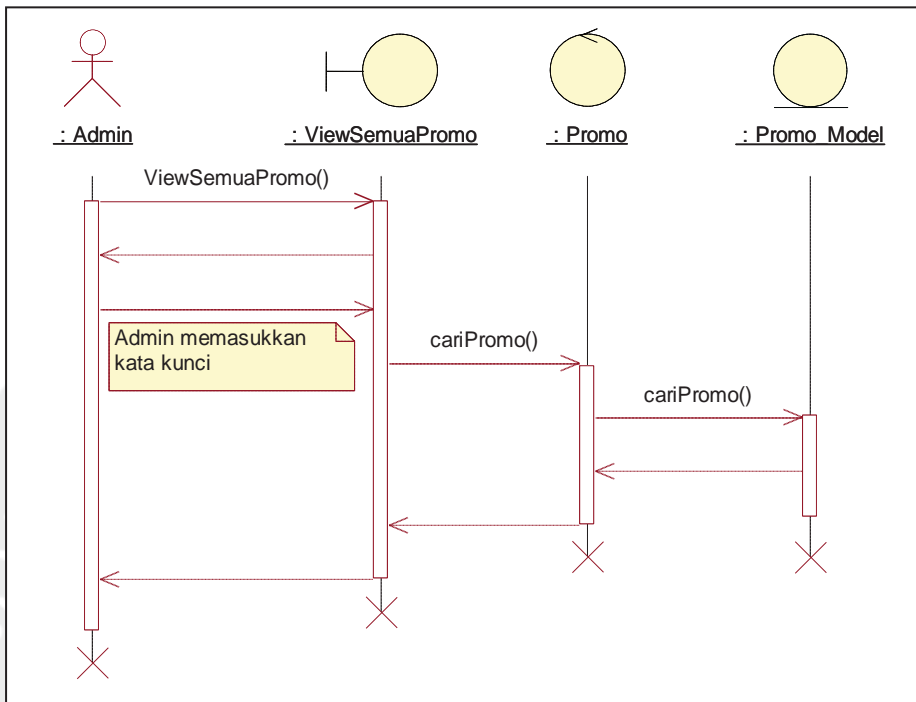 : Admin
: ViewSemuaPromo
: Promo
: Promo_Model
ViewSemuaPromo()
Admin memasukkan
kata kunci
cariPromo()
cariPromo()